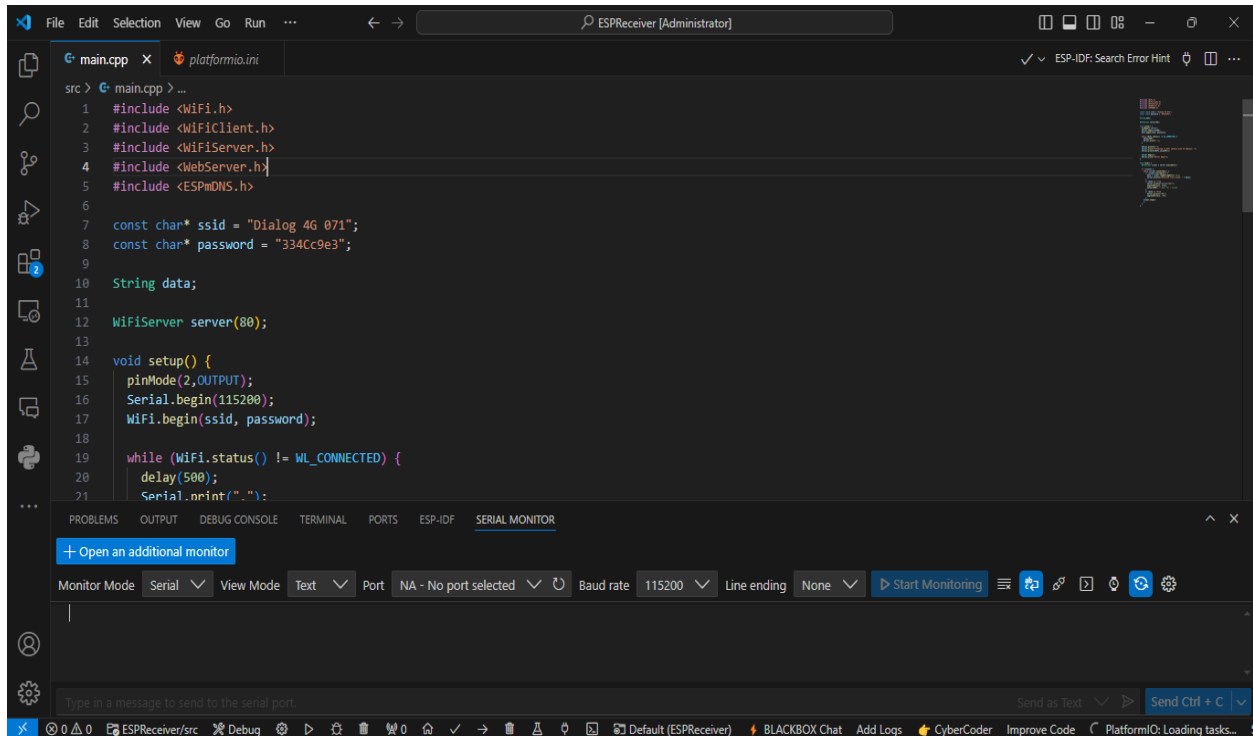 File Edit Selection View Go Run ··· ESPReceiver [Administrator]
main.cpp platformio.ini ESP-IDF: Search Error Hint
src > main.cpp > ...
1 #include <WiFi.h>
2 #include <WiFiClient.h>
3 #include <WiFiServer.h>
4 #include <WebServer.h>
5 #include <ESPmDNS.h>
6
7 const char* ssid = "Dialog 4G 071";
8 const char* password = "334Cc9e3";
9
10 String data;
11
12 WiFiServer server(80);
13
14 void setup() {
15 pinMode(2,OUTPUT);
16 Serial.begin(115200);
17 WiFi.begin(ssid, password);
18
19 while (WiFi.status() != WL_CONNECTED) {
20 delay(500);
21 Serial.print(".");
2
PROBLEMS OUTPUT DEBUG CONSOLE TERMINAL PORTS ESP-IDF SERIAL MONITOR
+ Open an additional monitor
Monitor Mode Serial View Mode Text Port NA - No port selected Baud rate 115200 Line ending None Start Monitoring
Type in a message to send to the serial port. Send as Text Send Ctrl + C
0 0 ESPReceiver/src Debug 0 Default (ESPReceiver) BLACKBOX Chat Add Logs CyberCoder Improve Code PlatformIO: Loading tasks...